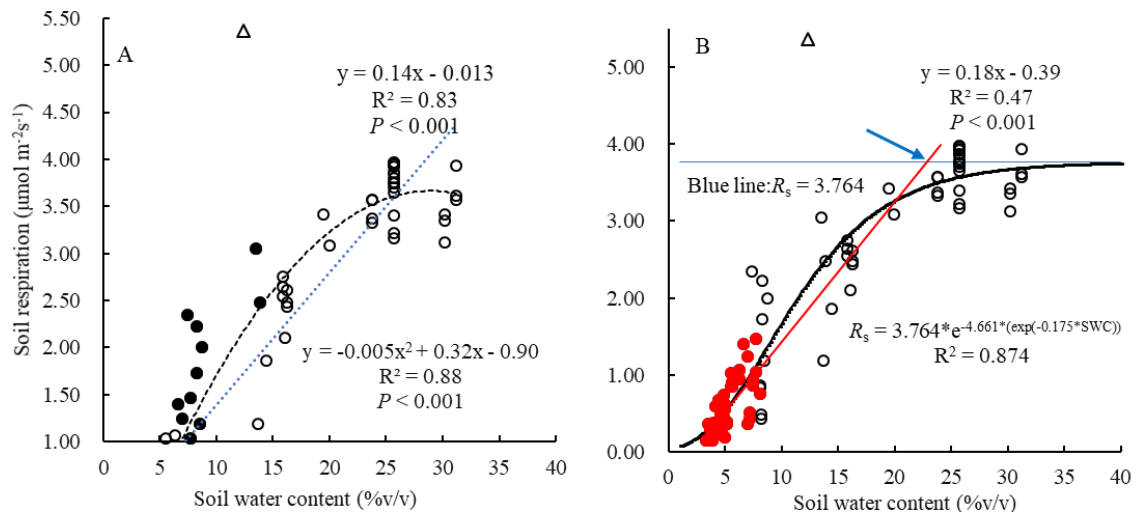 5.50
5.00
4.50
4.00
3.50
3.00
2.50
2.00
1.50
1.00
Soil respiration (μmol m-2s-1)
A
y = 0.14x - 0.013
R² = 0.83
P < 0.001
y = -0.005x² + 0.32x - 0.90
R² = 0.88
P < 0.001
0 5 10 15 20 25 30 35 40
Soil water content (%v/v)
5.00
4.00
3.00
2.00
1.00
0.00
B
y = 0.18x - 0.39
R² = 0.47
P < 0.001
Blue line:Rs = 3.764
Rs = 3.764*e-4.661*(exp(-0.175*SWC))
R² = 0.874
0 5 10 15 20 25 30 35 40
Soil water content (%v/v)